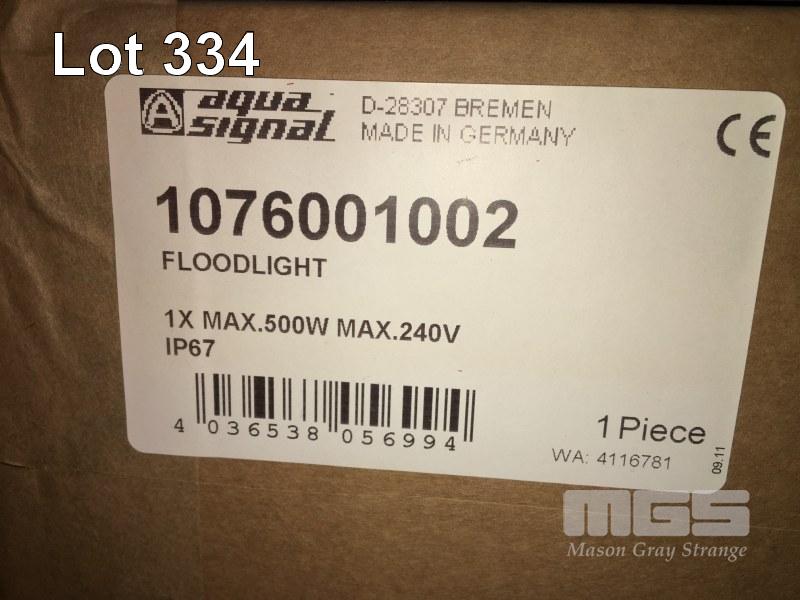 Lot 334
aqua signal
D-28307 BREMEN
MADE IN GERMANY
CE
1076001002
FLOODLIGHT
1X MAX.500W MAX.240V
IP67
4 036538 056994
1 Piece
WA: 4116781
09.11
MGS
Mason Gray Strange